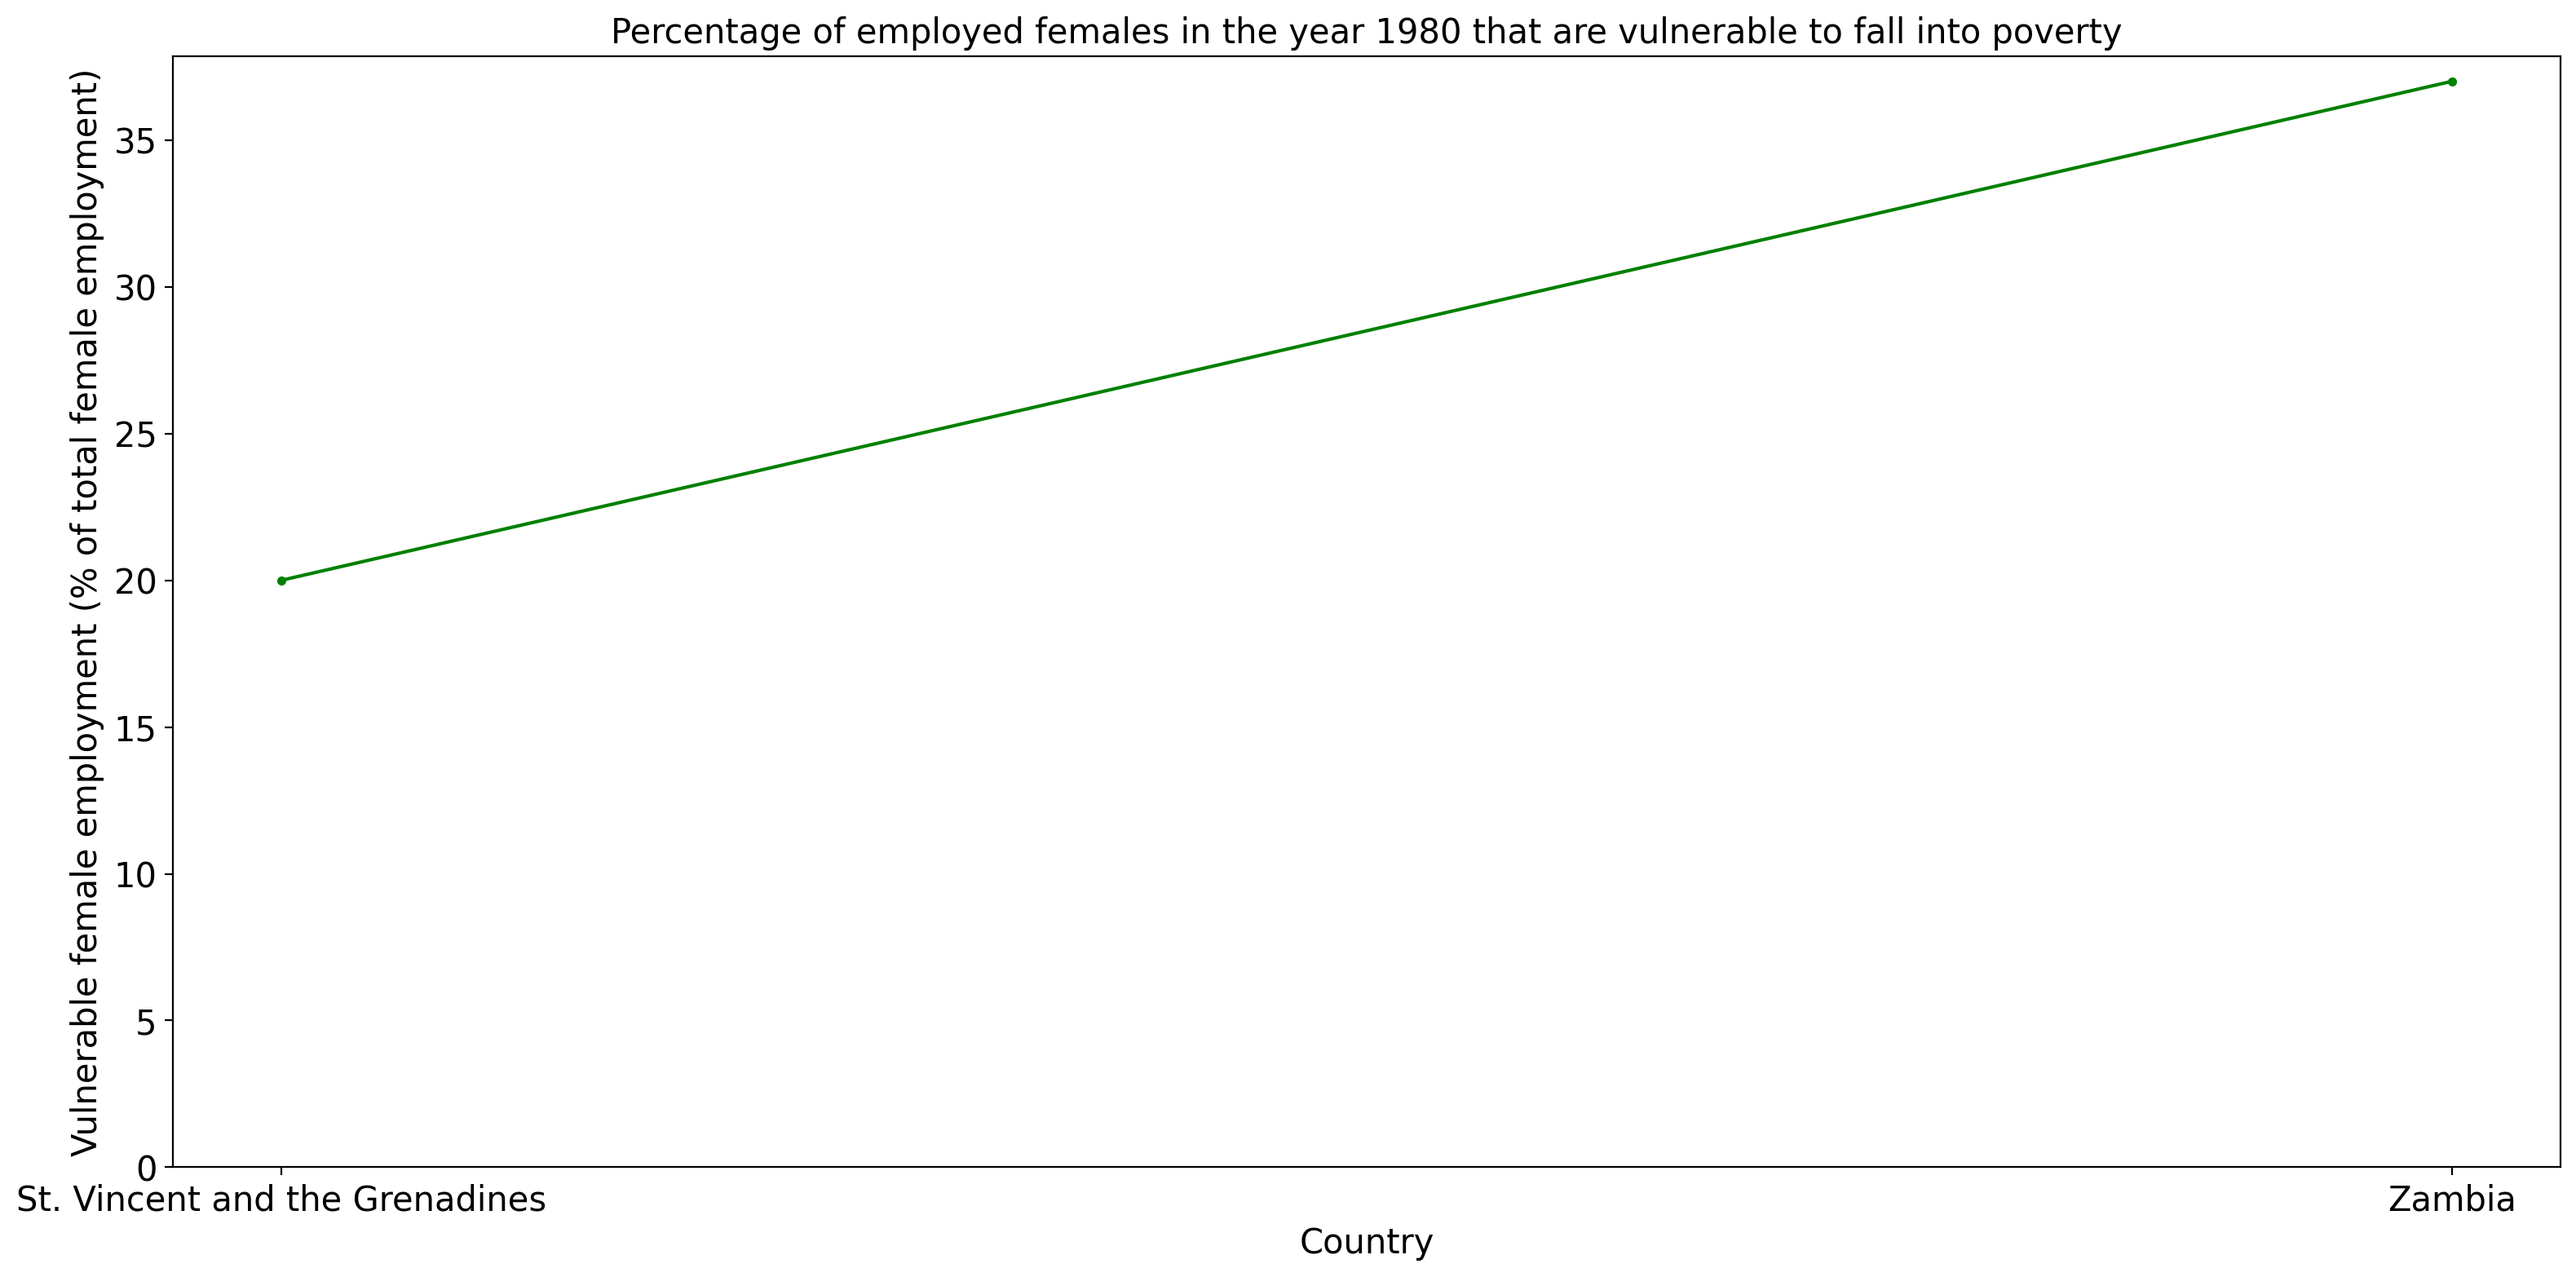 Percentage of employed females in the year 1980 that are vulnerable to fall into poverty
Vulnerable female employment (% of total female employment)
35
30
25
20
15
10
5
0
St. Vincent and the Grenadines
Zambia
Country